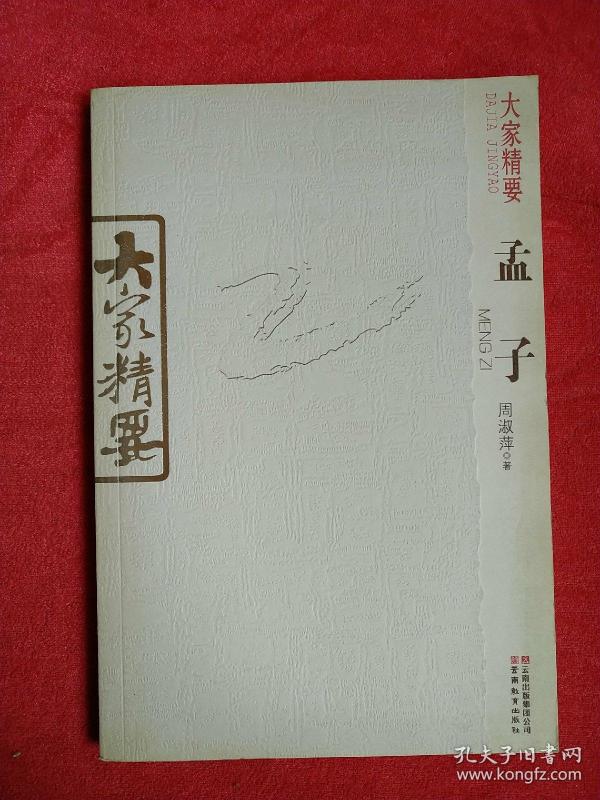 大家精要
DAJIA JINGYAO
孟子
MENG ZI
周淑萍◎著
大家精要
云南出版集团公司
云南教育出版社
孔夫子旧书网
www.kongfz.com